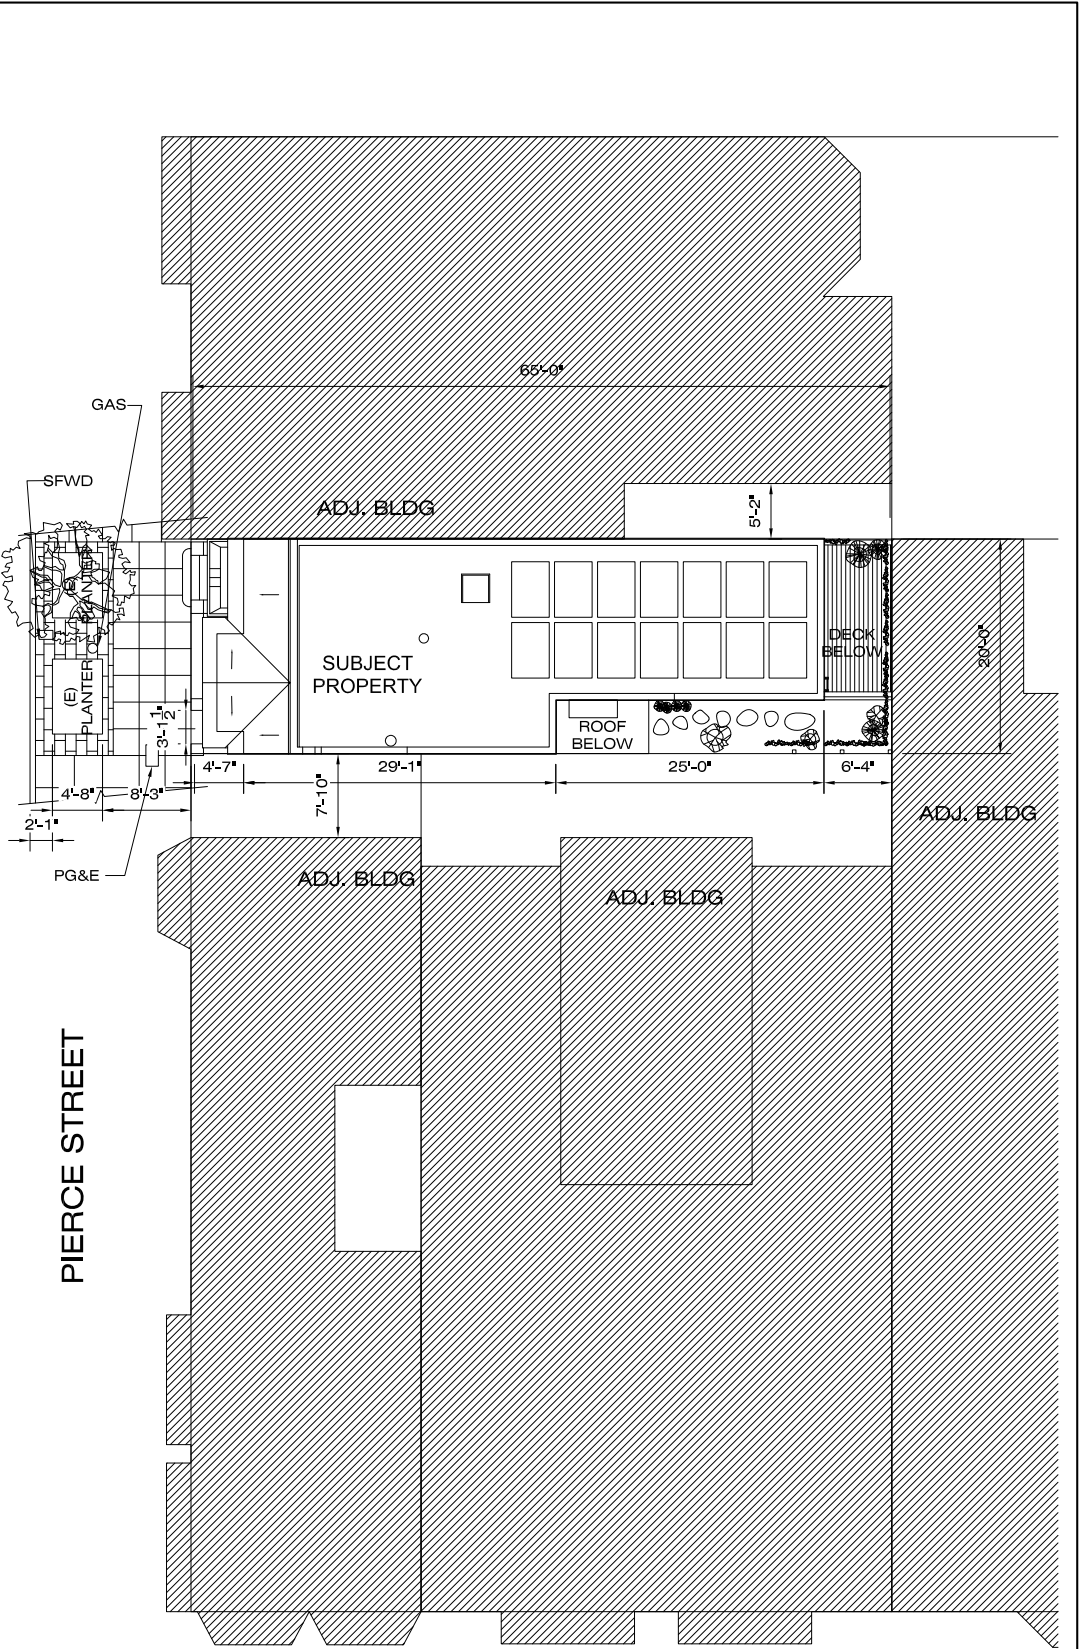 65'-0"
GAS
SFWD
ADJ. BLDG
5'-2"
(E)
PLANTER
DECK
BELOW
20'-0"
SUBJECT
PROPERTY
(E)
PLANTER
3'-1 1/2"
ROOF
BELOW
4'-7"
29'-1"
25'-0"
6'-4"
4'-8"
8'-3"
7'-10"
2'-1"
ADJ. BLDG
PG&E
ADJ. BLDG
ADJ. BLDG
PIERCE STREET